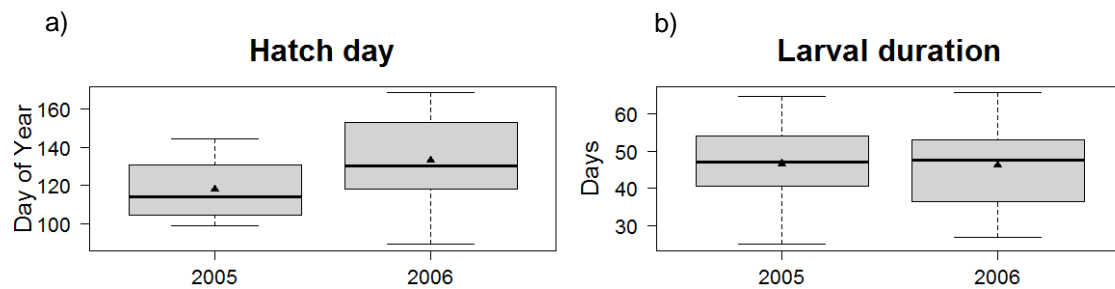 a)
Hatch day
Day of Year
160
140
120
100
2005 2006
b)
Larval duration
Days
60
50
40
30
2005 2006